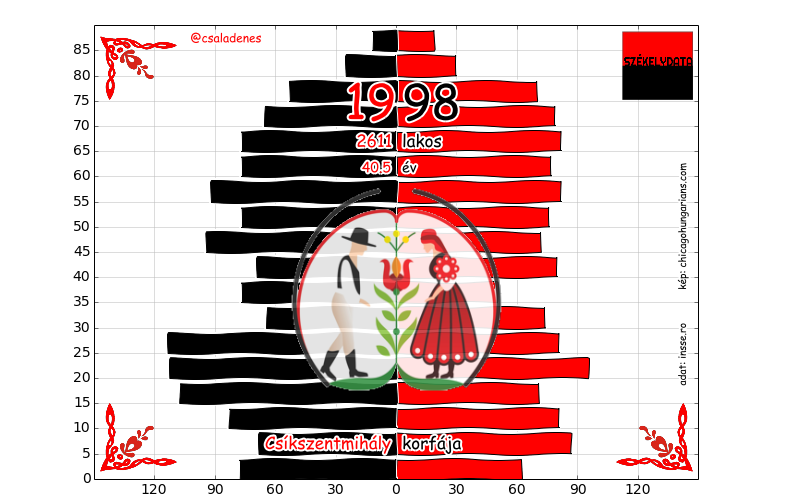 @csaladenes
SZÉKELYDATA
1998
2611 lakos
40.5 év
kép: chicagohungarians.com
adat: insse.ro
Csíkszentmihály korfája
85
80
75
70
65
60
55
50
45
40
35
30
25
20
15
10
5
0
120 90 60 30 0 30 60 90 120